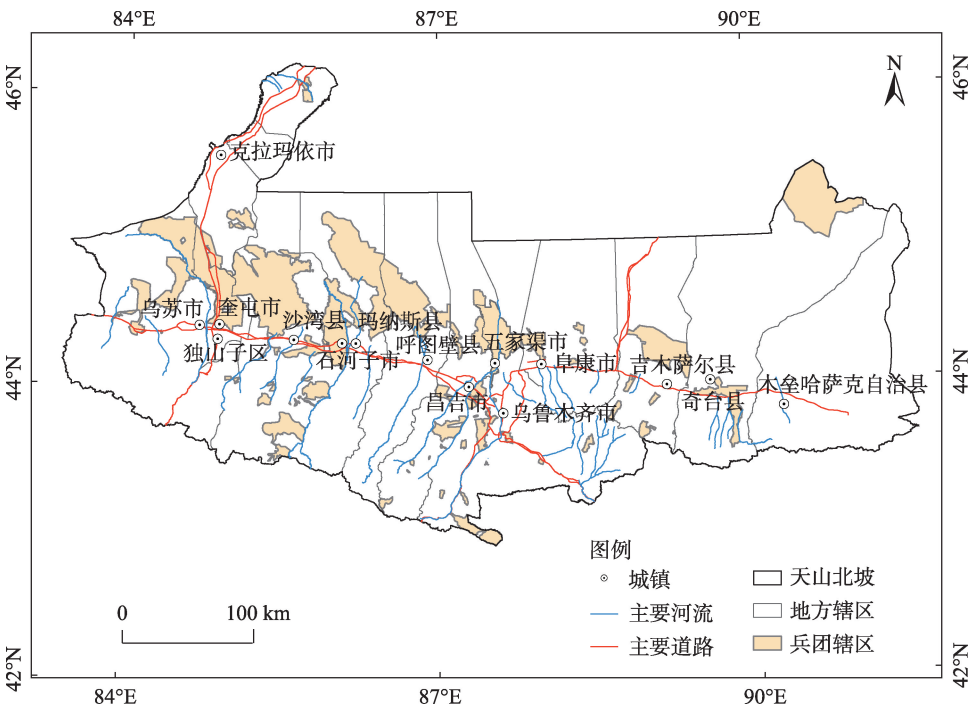 84°E
87°E
90°E
46°N
46°N
N
克拉玛依市
乌苏市
奎屯市
沙湾县
玛纳斯县
呼图壁县
五家渠市
独山子区
石河子市
阜康市
吉木萨尔县
44°N
44°N
昌吉市
乌鲁木齐市
奇台县
木垒哈萨克自治县
图例
城镇
天山北坡
0
100 km
主要河流
地方辖区
主要道路
兵团辖区
42°N
42°N
84°E
87°E
90°E